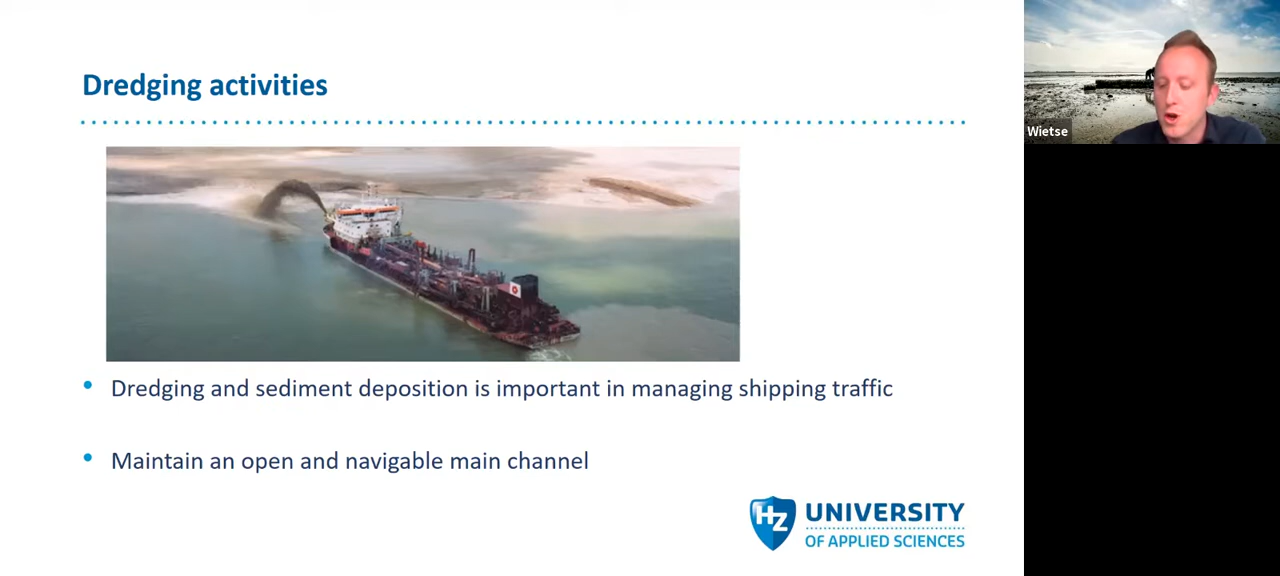 Dredging activities
Wietse
Dredging and sediment deposition is important in managing shipping traffic
Maintain an open and navigable main channel
HZ UNIVERSITY
OF APPLIED SCIENCES